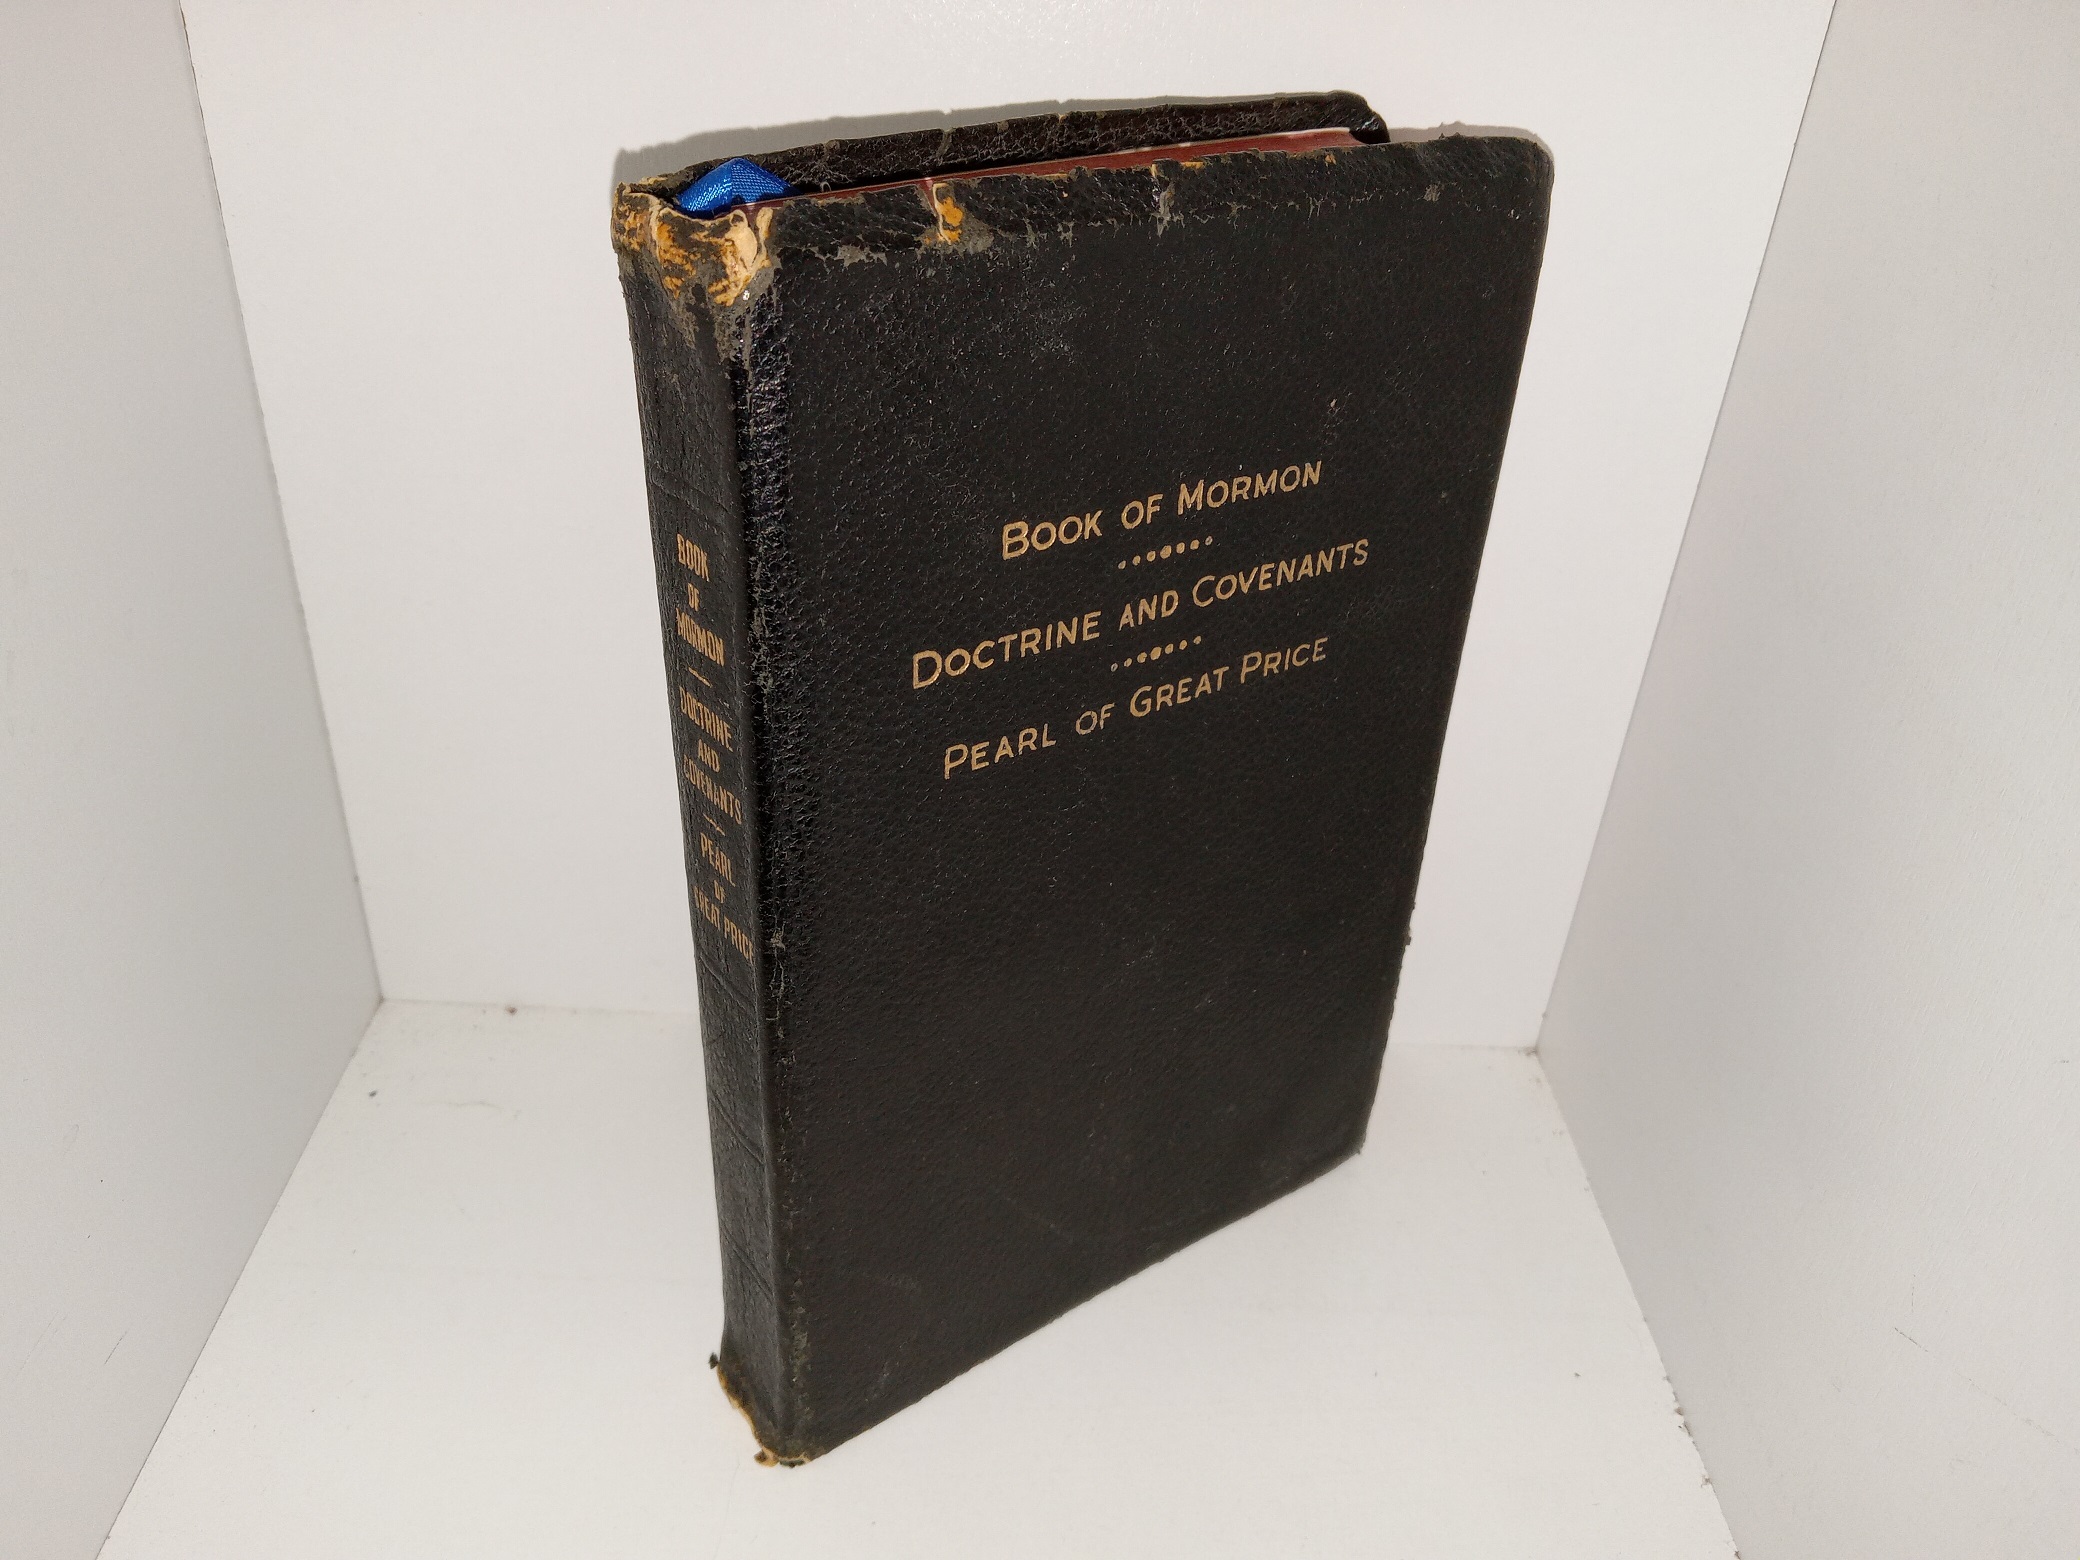 BOOK OF MORMON
DOCTRINE AND COVENANTS
PEARL OF GREAT PRICE
BOOK
OF
MORMON
DOCTRINE
AND
COVENANTS
PEARL
OF
GREAT PRICE